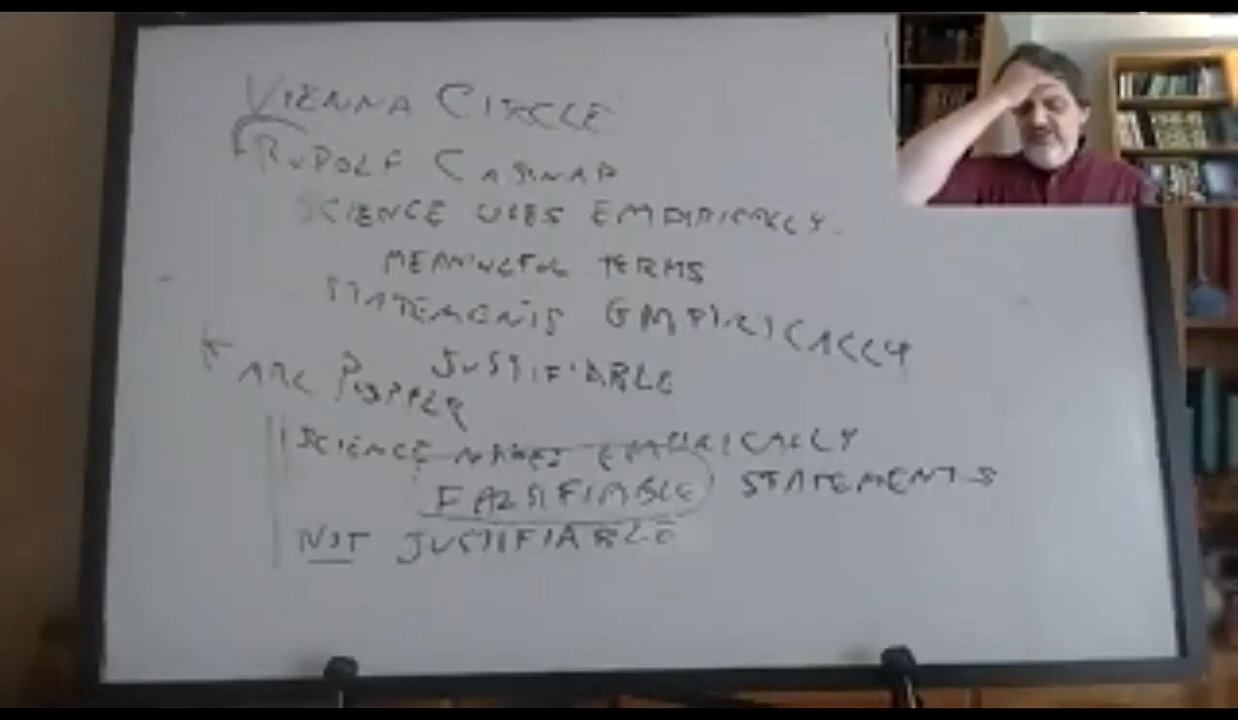 VIENNA CIRCLE
RUDOLF CARNAP
SCIENCE USES EMPIRICALLY
MEANINGFUL TERMS
STATEMENTS EMPIRICALLY
JUSTIFIABLE
KARL POPPER
SCIENCE MAKES EMPIRICALLY
FALSIFIABLE STATEMENTS
NOT JUSTIFIABLE